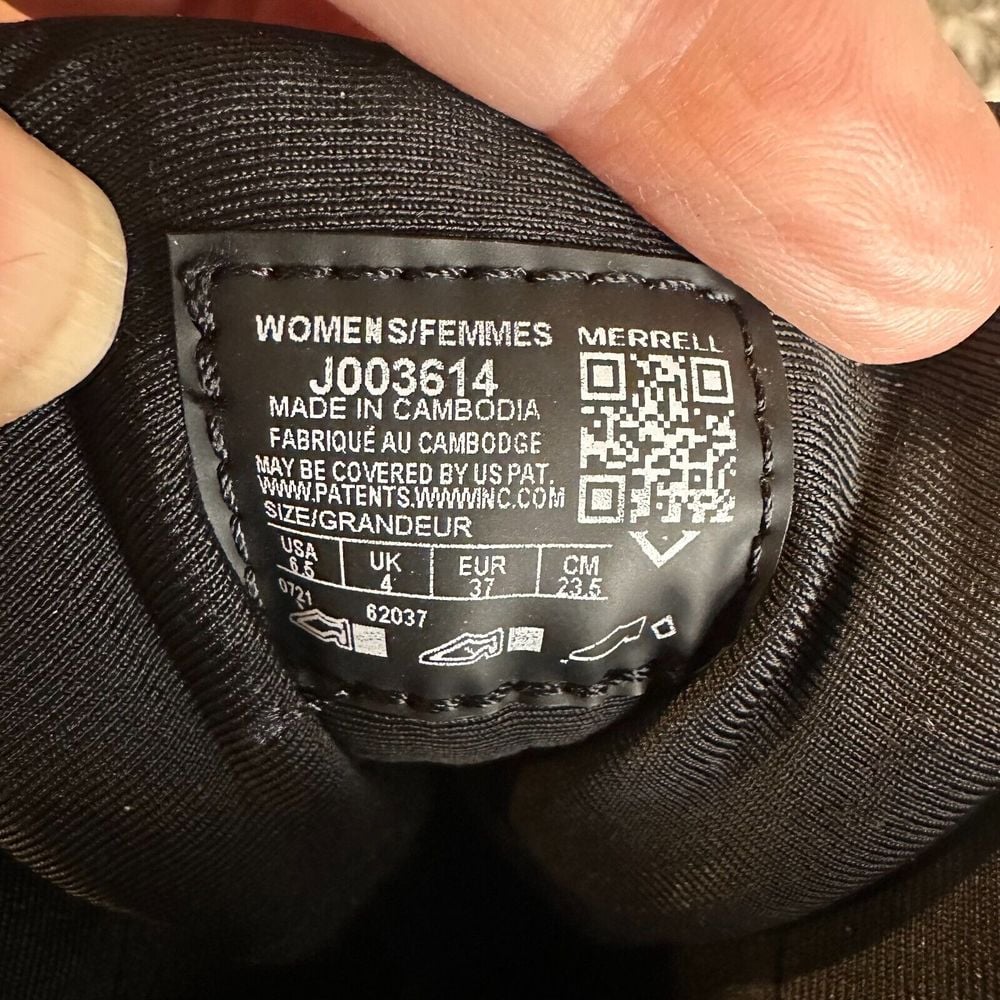 WOMENS/FEMMES
MERRELL
J003614
MADE IN CAMBODIA
FABRIQUÉ AU CAMBODGE
MAY BE COVERED BY US PAT.
WWW.PATENTS.WWWINC.COM
SIZE/GRANDEUR
USA UK EUR CM
6.5 4 37 23.5
0721 62037